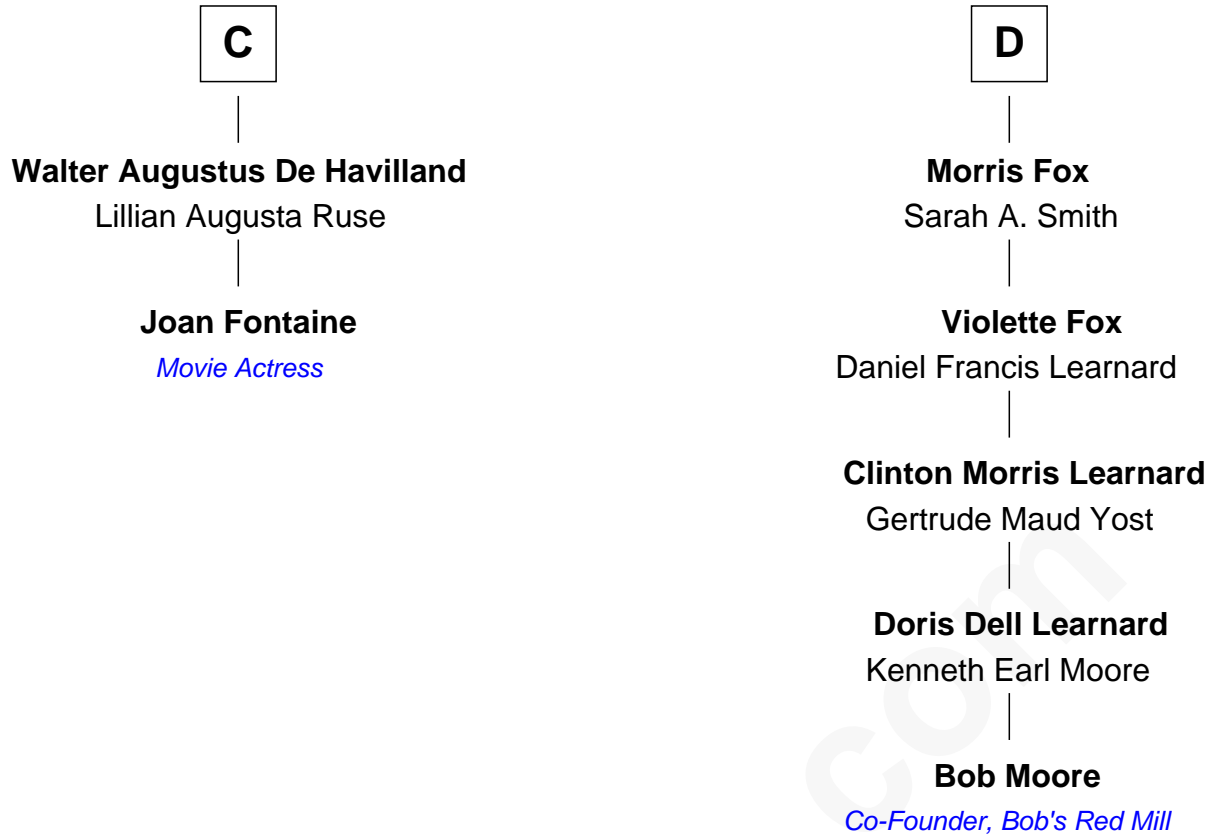 C
Walter Augustus De Havilland
Lillian Augusta Ruse
Joan Fontaine
Movie Actress
D
Morris Fox
Sarah A. Smith
Violette Fox
Daniel Francis Learnard
Clinton Morris Learnard
Gertrude Maud Yost
Doris Dell Learnard
Kenneth Earl Moore
Bob Moore
Co-Founder, Bob's Red Mill
com